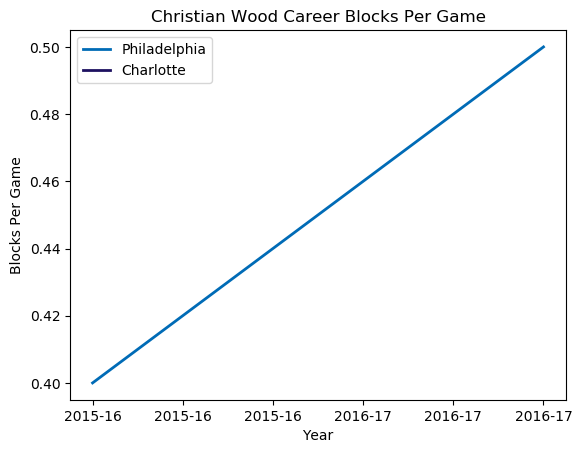 Christian Wood Career Blocks Per Game
Philadelphia
Charlotte
0.50
0.48
0.46
0.44
0.42
0.40
Blocks Per Game
2015-16 2015-16 2015-16 2016-17 2016-17 2016-17
Year